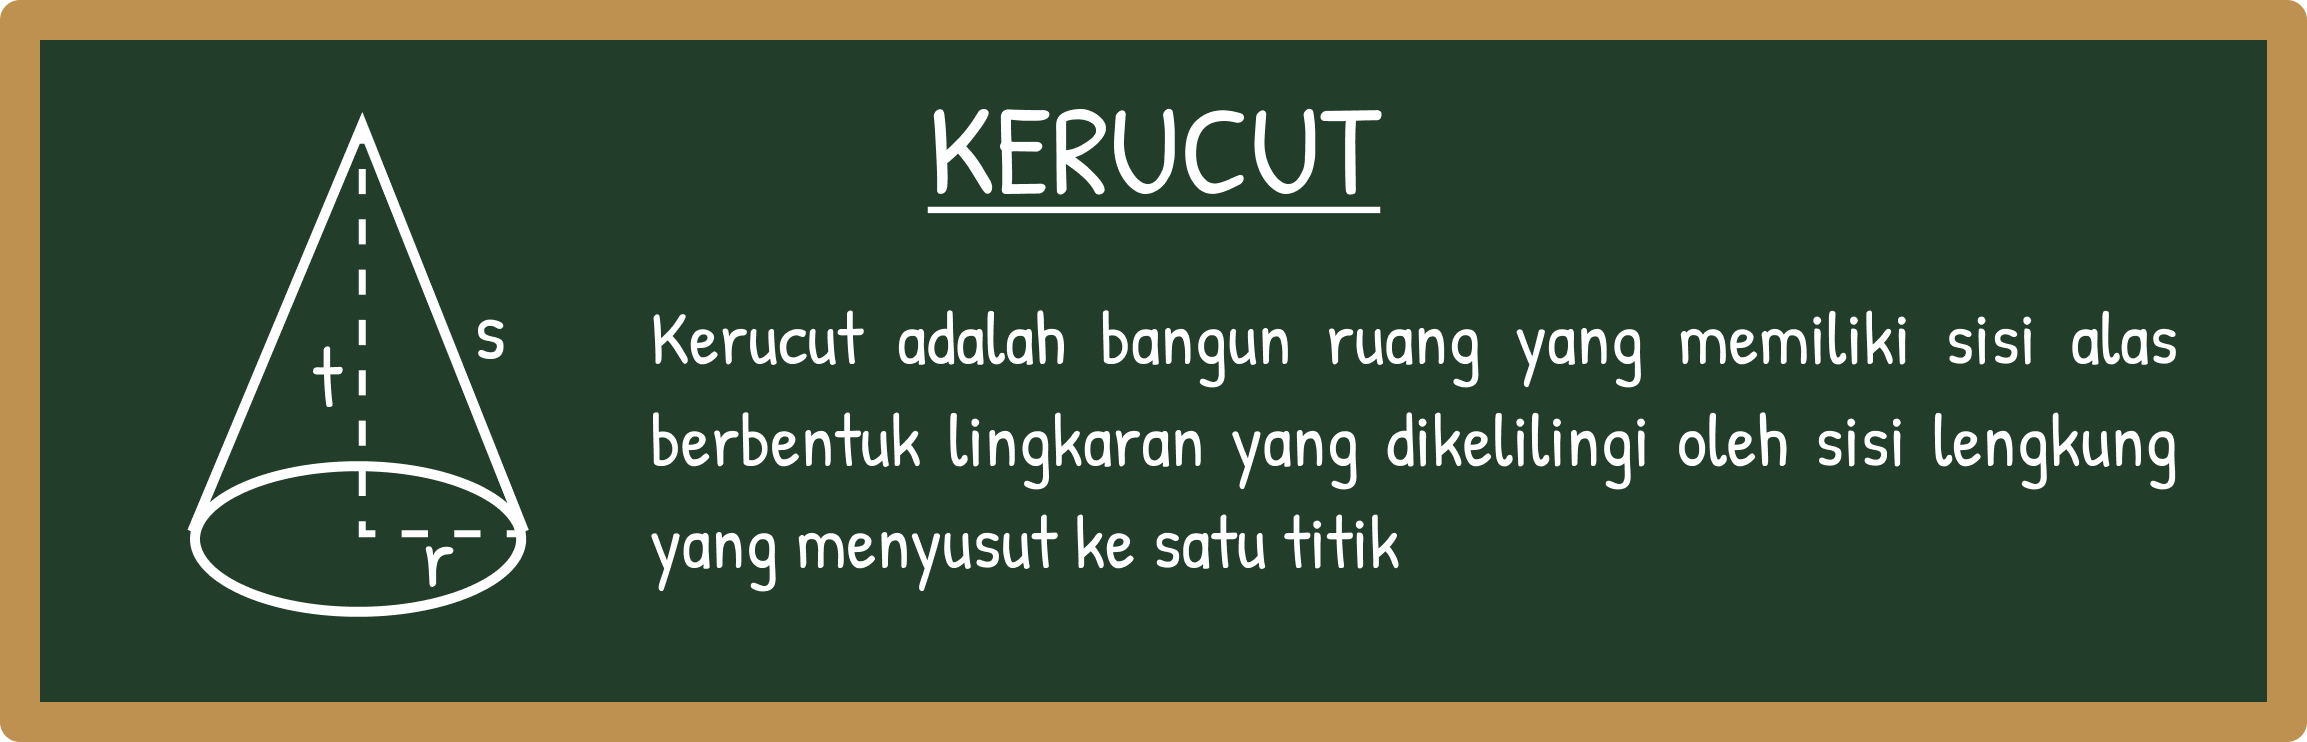 KERUCUT
s
t
r
Kerucut adalah bangun ruang yang memiliki sisi alas
berbentuk lingkaran yang dikelilingi oleh sisi lengkung
yang menyusut ke satu titik